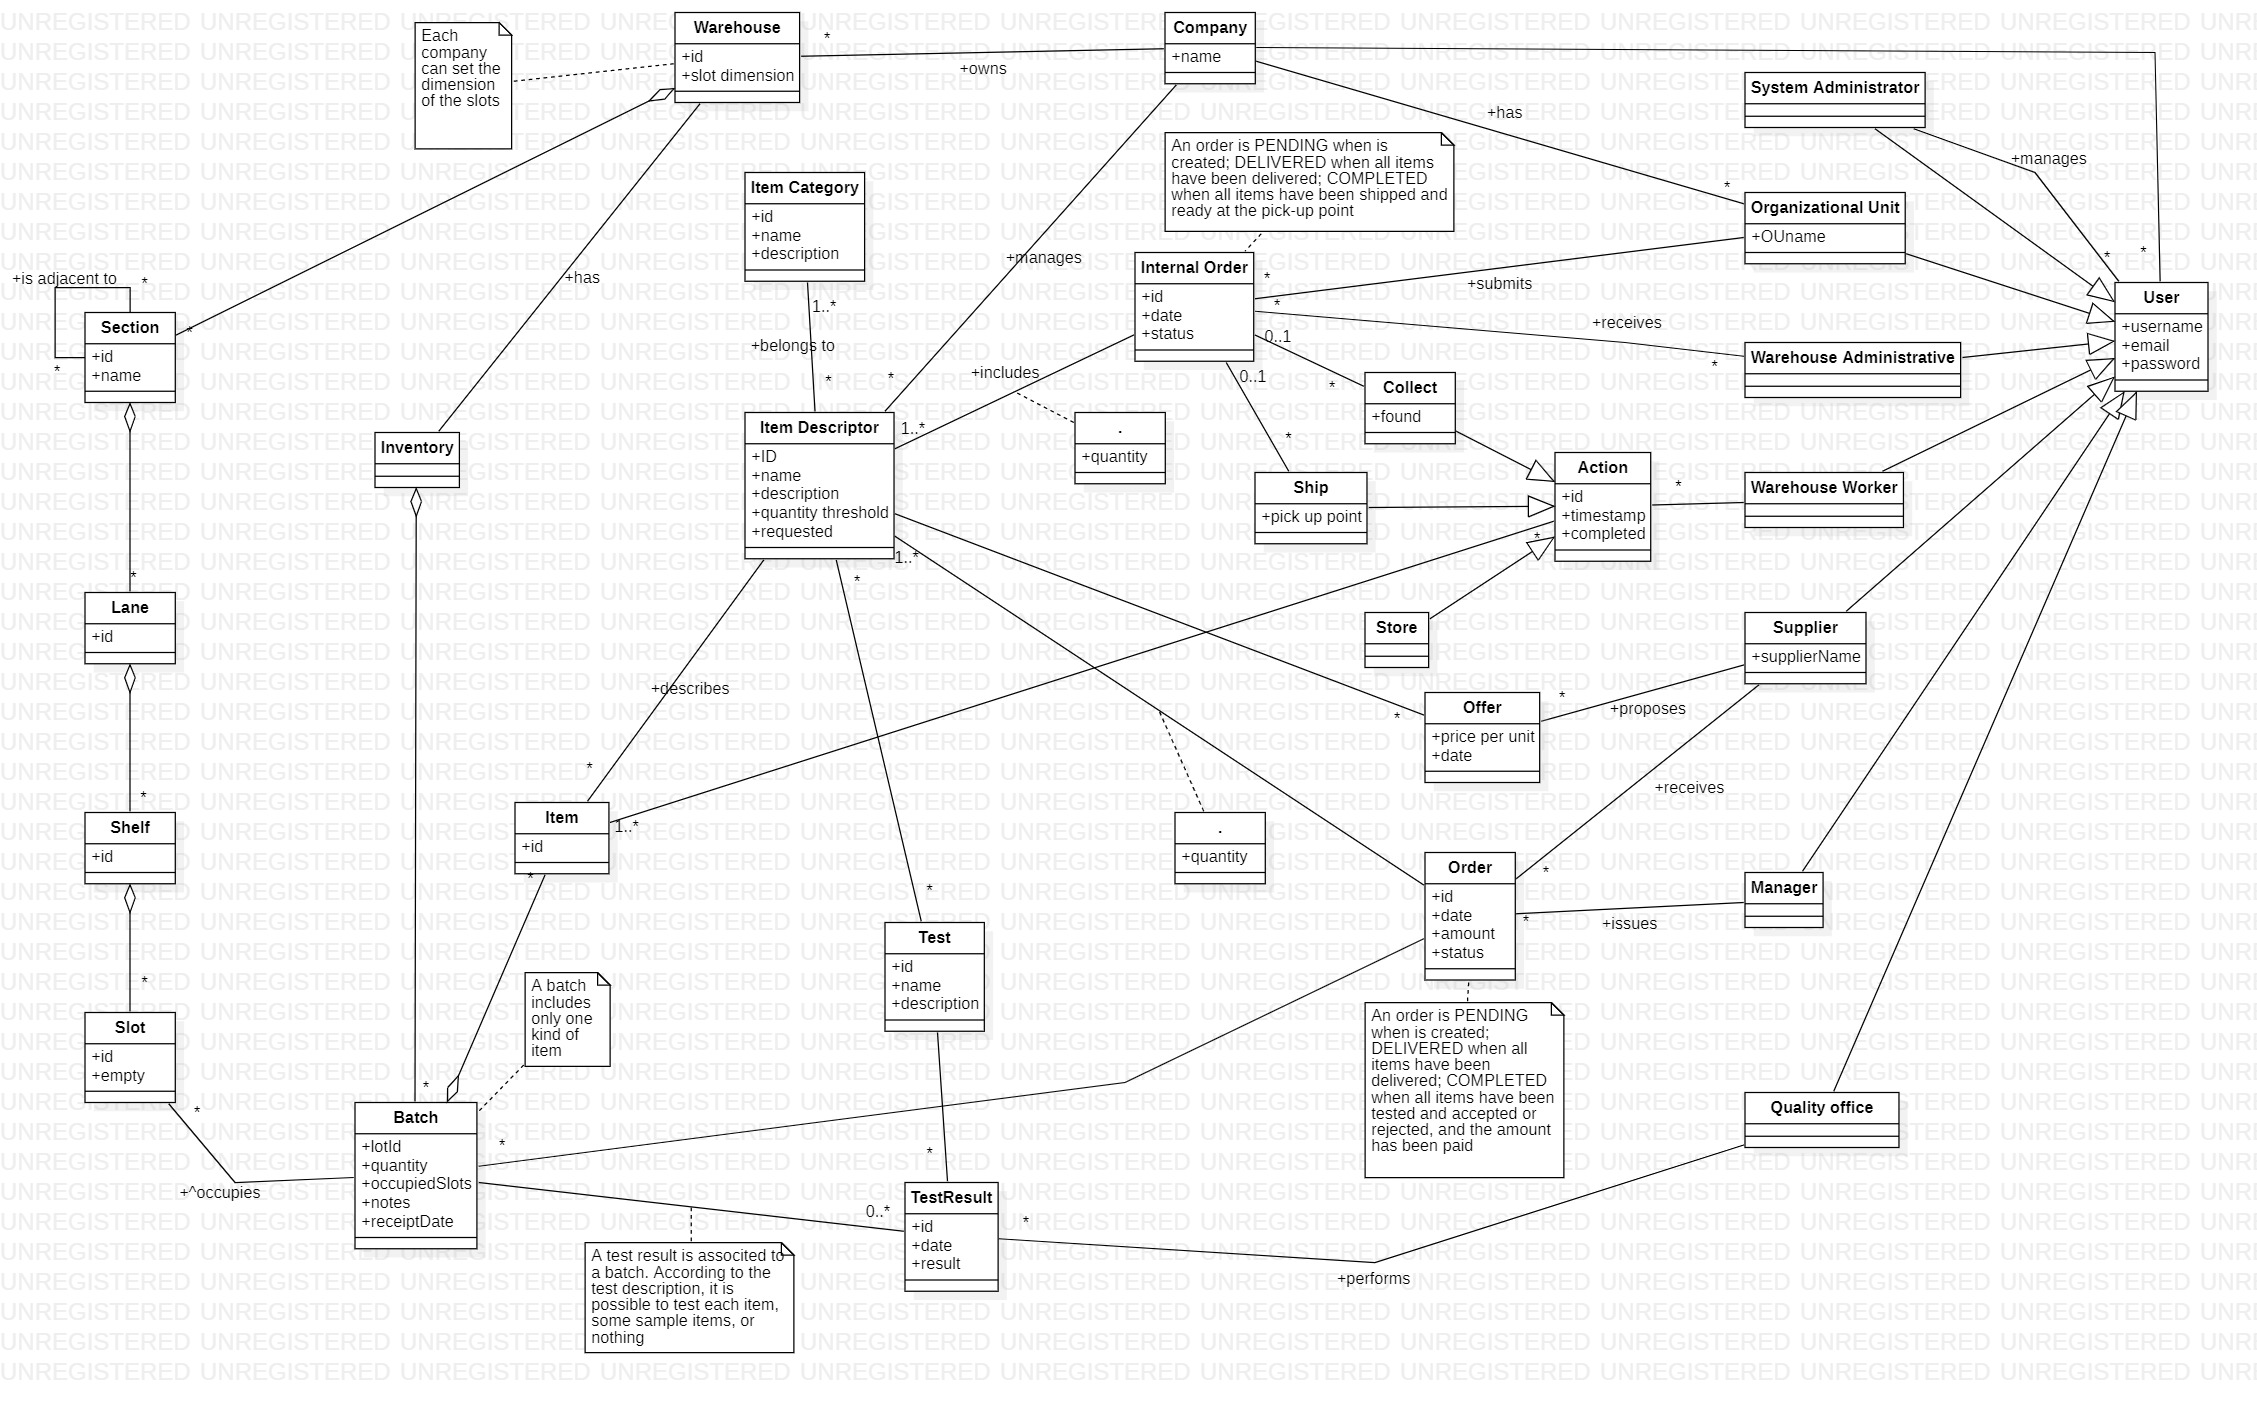 Warehouse
+id
+slot dimension
Each
company
can set the
dimension
of the slots
*
+owns
Company
+name
System Administrator
+has
*
+manages
*
*
An order is PENDING when is
created; DELIVERED when all items
have been delivered; COMPLETED
when all items have been shipped and
ready at the pick-up point
Item Category
+id
+name
+description
1..*
+belongs to
*
+manages
*
Organizational Unit
+OUname
Internal Order
+id
+date
+status
*
+submits
*
+receives
*
0..1
0..1
+is adjacent to
*
*
Section
+id
+name
*
+has
User
+username
+email
+password
Warehouse Administrative
+includes
1..*
.
+quantity
*
Collect
+found
*
Ship
+pick up point
Action
+id
+timestamp
+completed
*
*
Warehouse Worker
Inventory
Item Descriptor
+ID
+name
+description
+quantity threshold
+requested
1..*
*
*
Lane
+id
Store
Supplier
+supplierName
+describes
*
*
Offer
+price per unit
+date
*
+proposes
+receives
*
Shelf
+id
Item
+id
1..*
*
*
.
+quantity
Order
+id
+date
+amount
+status
*
+issues
Manager
Test
+id
+name
+description
*
A batch
includes
only one
kind of
item
*
Slot
+id
+empty
*
+^occupies
An order is PENDING
when is created;
DELIVERED when all
items have been
delivered; COMPLETED
when all items have been
tested and accepted or
rejected, and the amount
has been paid
*
Batch
+lotId
+quantity
+occupiedSlots
+notes
+receiptDate
*
*
0..*
TestResult
+id
+date
+result
*
+performs
Quality office
A test result is associted to
a batch. According to the
test description, it is
possible to test each item,
some sample items, or
nothing
UNREGISTERED